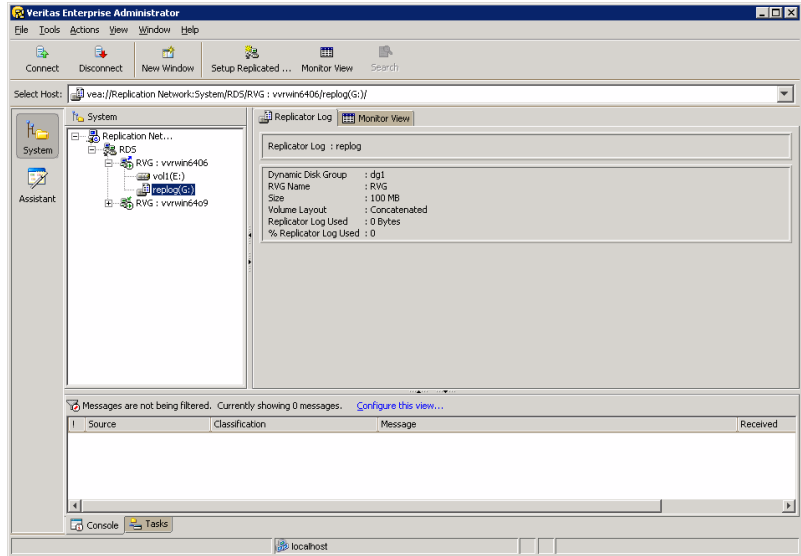 Veritas Enterprise Administrator
File Tools Actions View Window Help
Connect Disconnect New Window Setup Replicated ... Monitor View Search
Select Host: vea://Replication Network:System/RDS/RVG : vvrwin6406/replog(G:)/
System
Assistant
System
Replication Net...
RDS
RVG : vvrwin6406
vol1(E:)
replog(G:)
RVG : vvrwin64o9
Replicator Log Monitor View
Replicator Log : replog
Dynamic Disk Group : dg1
RVG Name : RVG
Size : 100 MB
Volume Layout : Concatenated
Replicator Log Used : 0 Bytes
% Replicator Log Used : 0
Messages are not being filtered. Currently showing 0 messages. Configure this view...
! Source Classification Message Received
Console Tasks
localhost